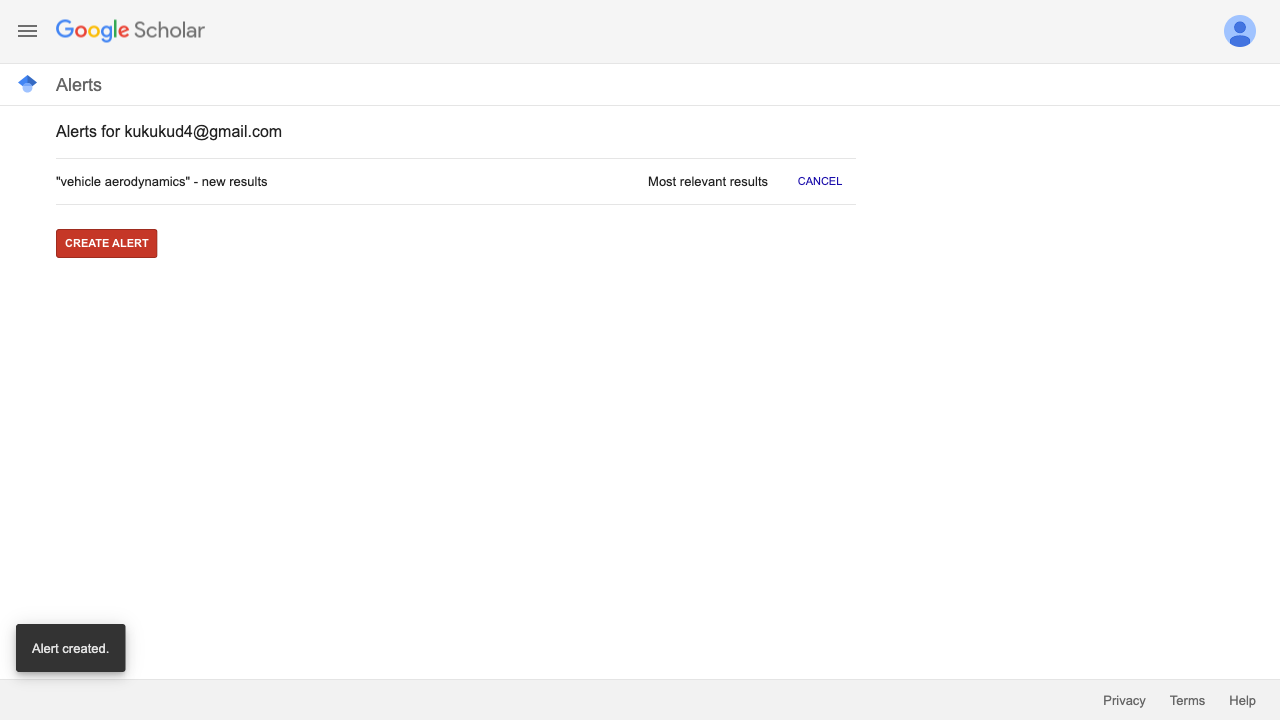 Google Scholar
Alerts
Alerts for kukukud4@gmail.com
"vehicle aerodynamics" - new results Most relevant results CANCEL
CREATE ALERT
Alert created.
Privacy Terms Help